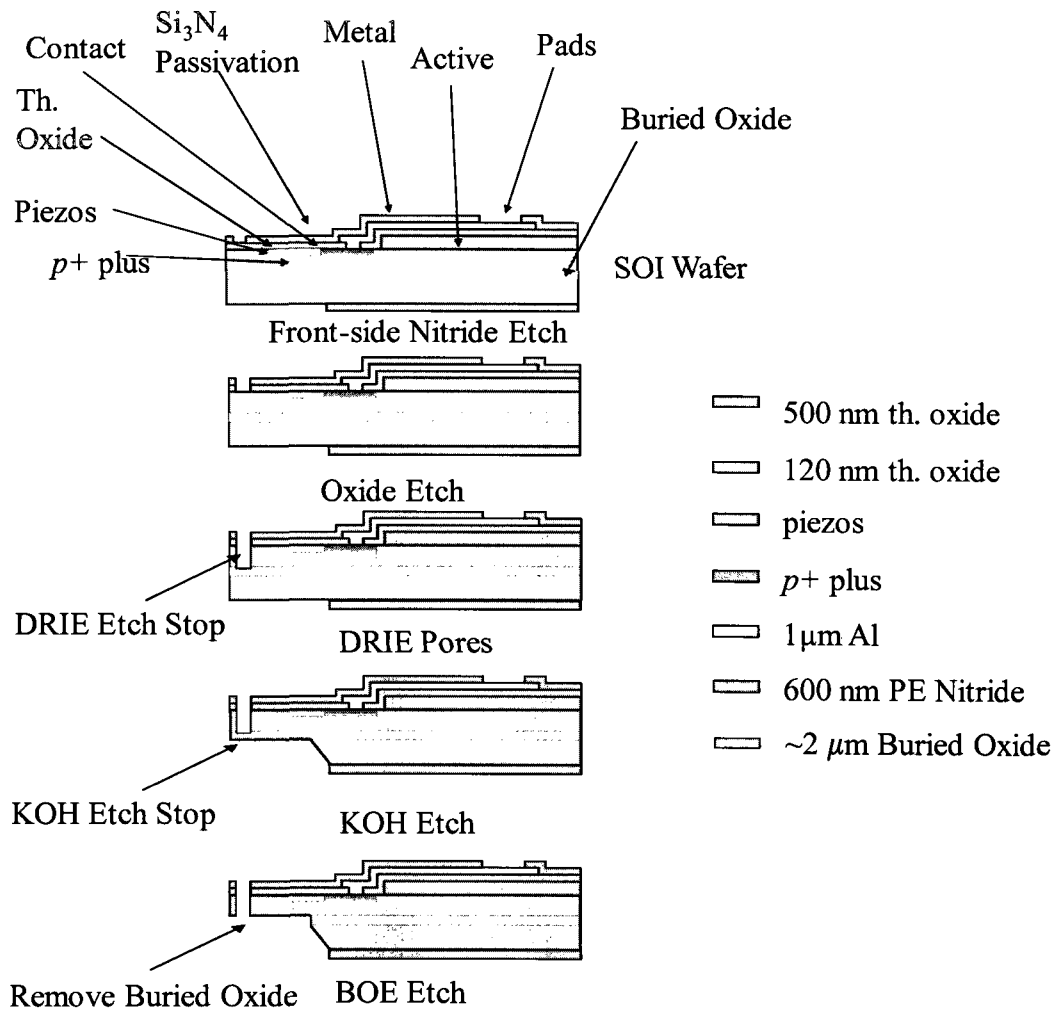 Si3N4
Passivation
Metal
Pads
Contact
Active
Th.
Oxide
Buried Oxide
Piezos
p+ plus
SOI Wafer
Front-side Nitride Etch
Oxide Etch
DRIE Etch Stop
DRIE Pores
KOH Etch Stop
KOH Etch
Remove Buried Oxide
BOE Etch
500 nm th. oxide
120 nm th. oxide
piezos
p+ plus
1μm Al
600 nm PE Nitride
~2 μm Buried Oxide